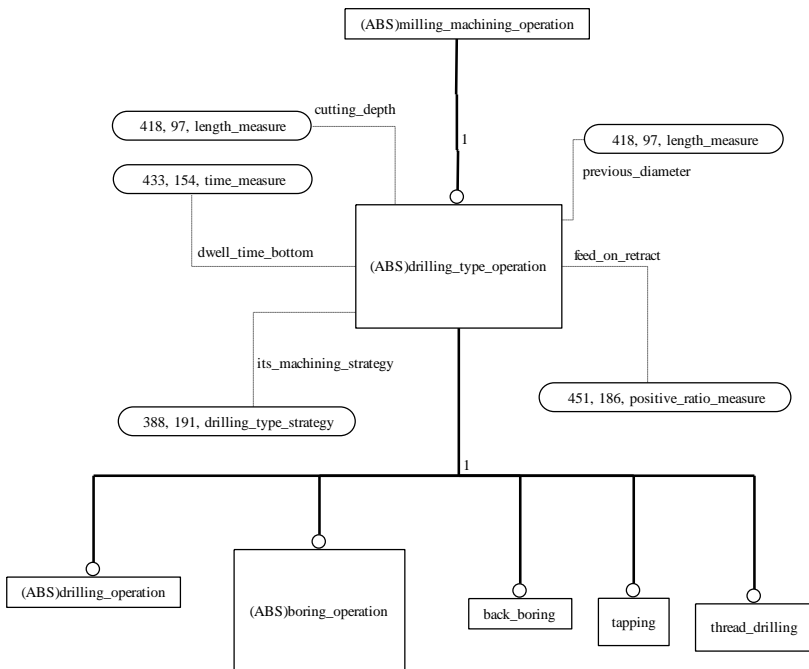 (ABS)milling_machining_operation
cutting_depth
418, 97, length_measure
1
418, 97, length_measure
previous_diameter
433, 154, time_measure
dwell_time_bottom
(ABS)drilling_type_operation
feed_on_retract
its_machining_strategy
451, 186, positive_ratio_measure
388, 191, drilling_type_strategy
1
(ABS)drilling_operation
(ABS)boring_operation
back_boring
tapping
thread_drilling